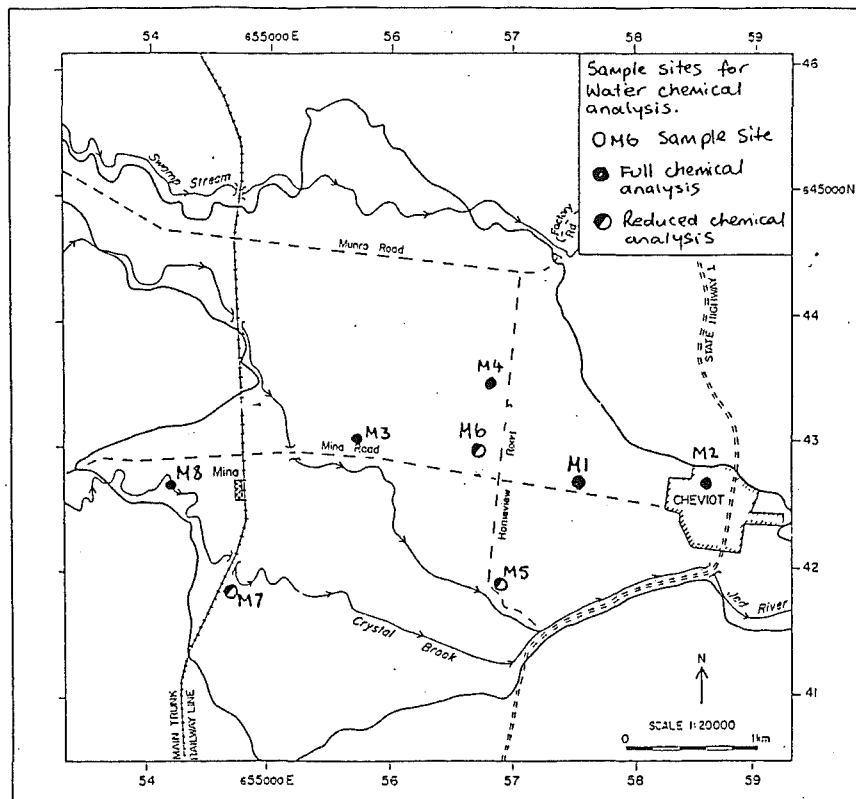 54
655000 E
56
57
58
59
46
Sample sites for
Water chemical
analysis.
M6 Sample Site
Full chemical
analysis
Reduced chemical
analysis
645000N
Swamp Stream
Factory
Rd
Munro Road
STATE HIGHWAY 1
44
M4
M3
M6
Mina Road
43
M1
M2
M8
Mina
CHEVIOT
Homeview Road
M5
42
M7
Jed River
Crystal Brook
N
41
MAIN TRUNK
RAILWAY LINE
SCALE 1:20000
0 1km
54
655000 E
56
57
58
59